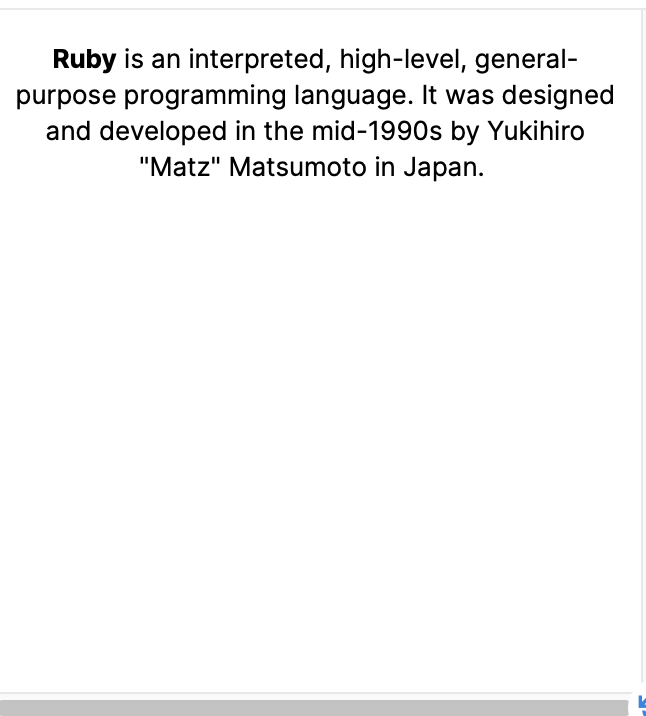 Ruby is an interpreted, high-level, general-
purpose programming language. It was designed
and developed in the mid-1990s by Yukihiro
"Matz" Matsumoto in Japan.